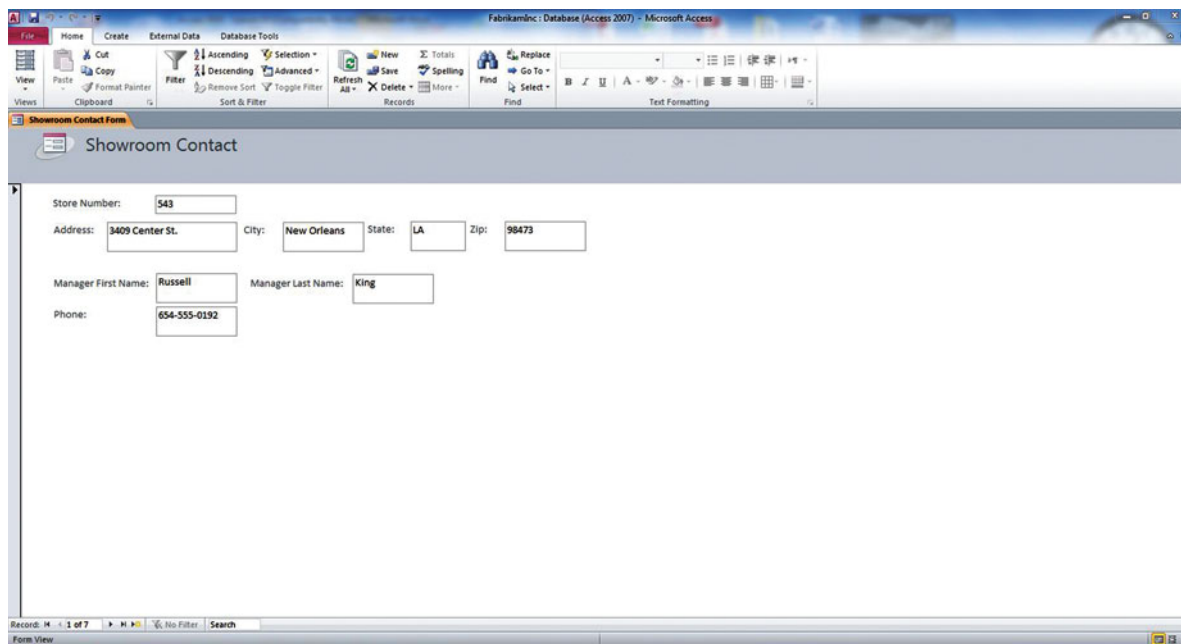 FabrikamInc : Database (Access 2007) - Microsoft Access
File Home Create External Data Database Tools
Cut Ascending Selection New Σ Totals Replace
Copy Descending Advanced Save Spelling Go To
View Paste Format Painter Filter Remove Sort Toggle Filter Refresh All Delete More Find Select B I U A
Views Clipboard Sort & Filter Records Find Text Formatting
Showroom Contact Form
Showroom Contact
Store Number: 543
Address: 3409 Center St. City: New Orleans State: LA Zip: 98473
Manager First Name: Russell Manager Last Name: King
Phone: 654-555-0192
Record: 1 of 7 No Filter Search
Form View